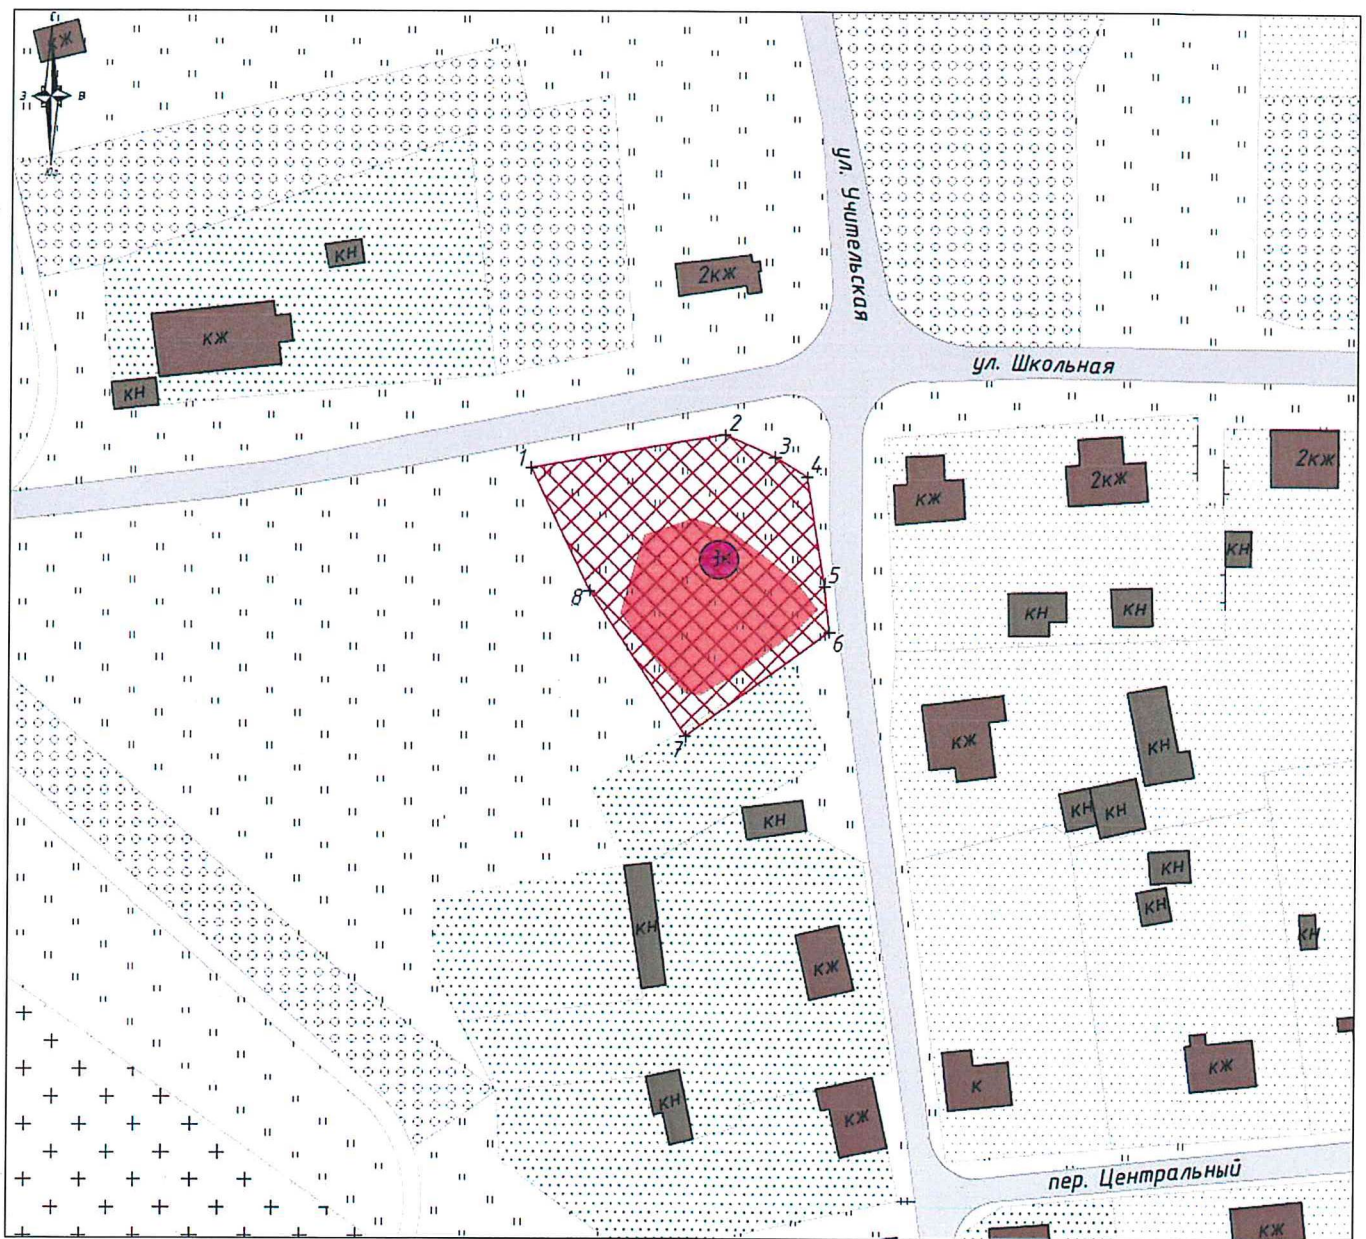 С
кж
З
В
Ю
ул. Учительская
кн
2кж
кж
кн
ул. Школьная
1
2
3
4
5
6
7
8
кж
2кж
2кж
кн
кн
кн
кж
кн
кн
кн
кн
кн
кн
кн
кн
кж
кн
кж
к
кж
пер. Центральный
кж